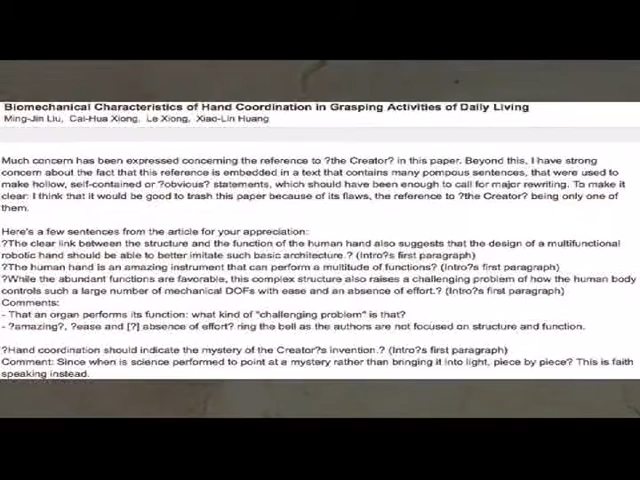 Biomechanical Characteristics of Hand Coordination in Grasping Activities of Daily Living
Ming-Jin Liu, Cai-Hua Xiong, Le Xiong, Xiao-Lin Huang
Much concern has been expressed concerning the reference to ?the Creator? in this paper. Beyond this, I have strong
concern about the fact that this reference is embedded in a text that contains many pompous sentences, that were used to
make hollow, self-contained or ?obvious? statements, which should have been enough to call for major rewriting. To make it
clear: I think that it would be good to trash this paper because of its flaws, the reference to ?the Creator? being only one of
them.
Here's a few sentences from the article for your appreciation:
?The clear link between the structure and the function of the human hand also suggests that the design of a multifunctional
robotic hand should be able to better imitate such basic architecture.? (Intro?s first paragraph)
?The human hand is an amazing instrument that can perform a multitude of functions? (Intro?s first paragraph)
?While the abundant functions are favorable, this complex structure also raises a challenging problem of how the human body
controls such a large number of mechanical DOFs with ease and an absence of effort.? (Intro?s first paragraph)
Comments:
- That an organ performs its function: what kind of "challenging problem" is that?
- ?amazing?, ?ease and [?] absence of effort? ring the bell as the authors are not focused on structure and function.
?Hand coordination should indicate the mystery of the Creator?s invention.? (Intro?s first paragraph)
Comment: Since when is science performed to point at a mystery rather than bringing it into light, piece by piece? This is faith
speaking instead.